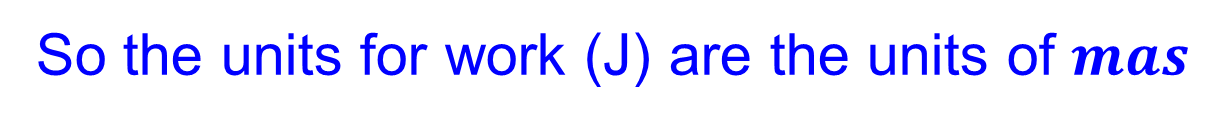 So the units for work (J) are the units of mas